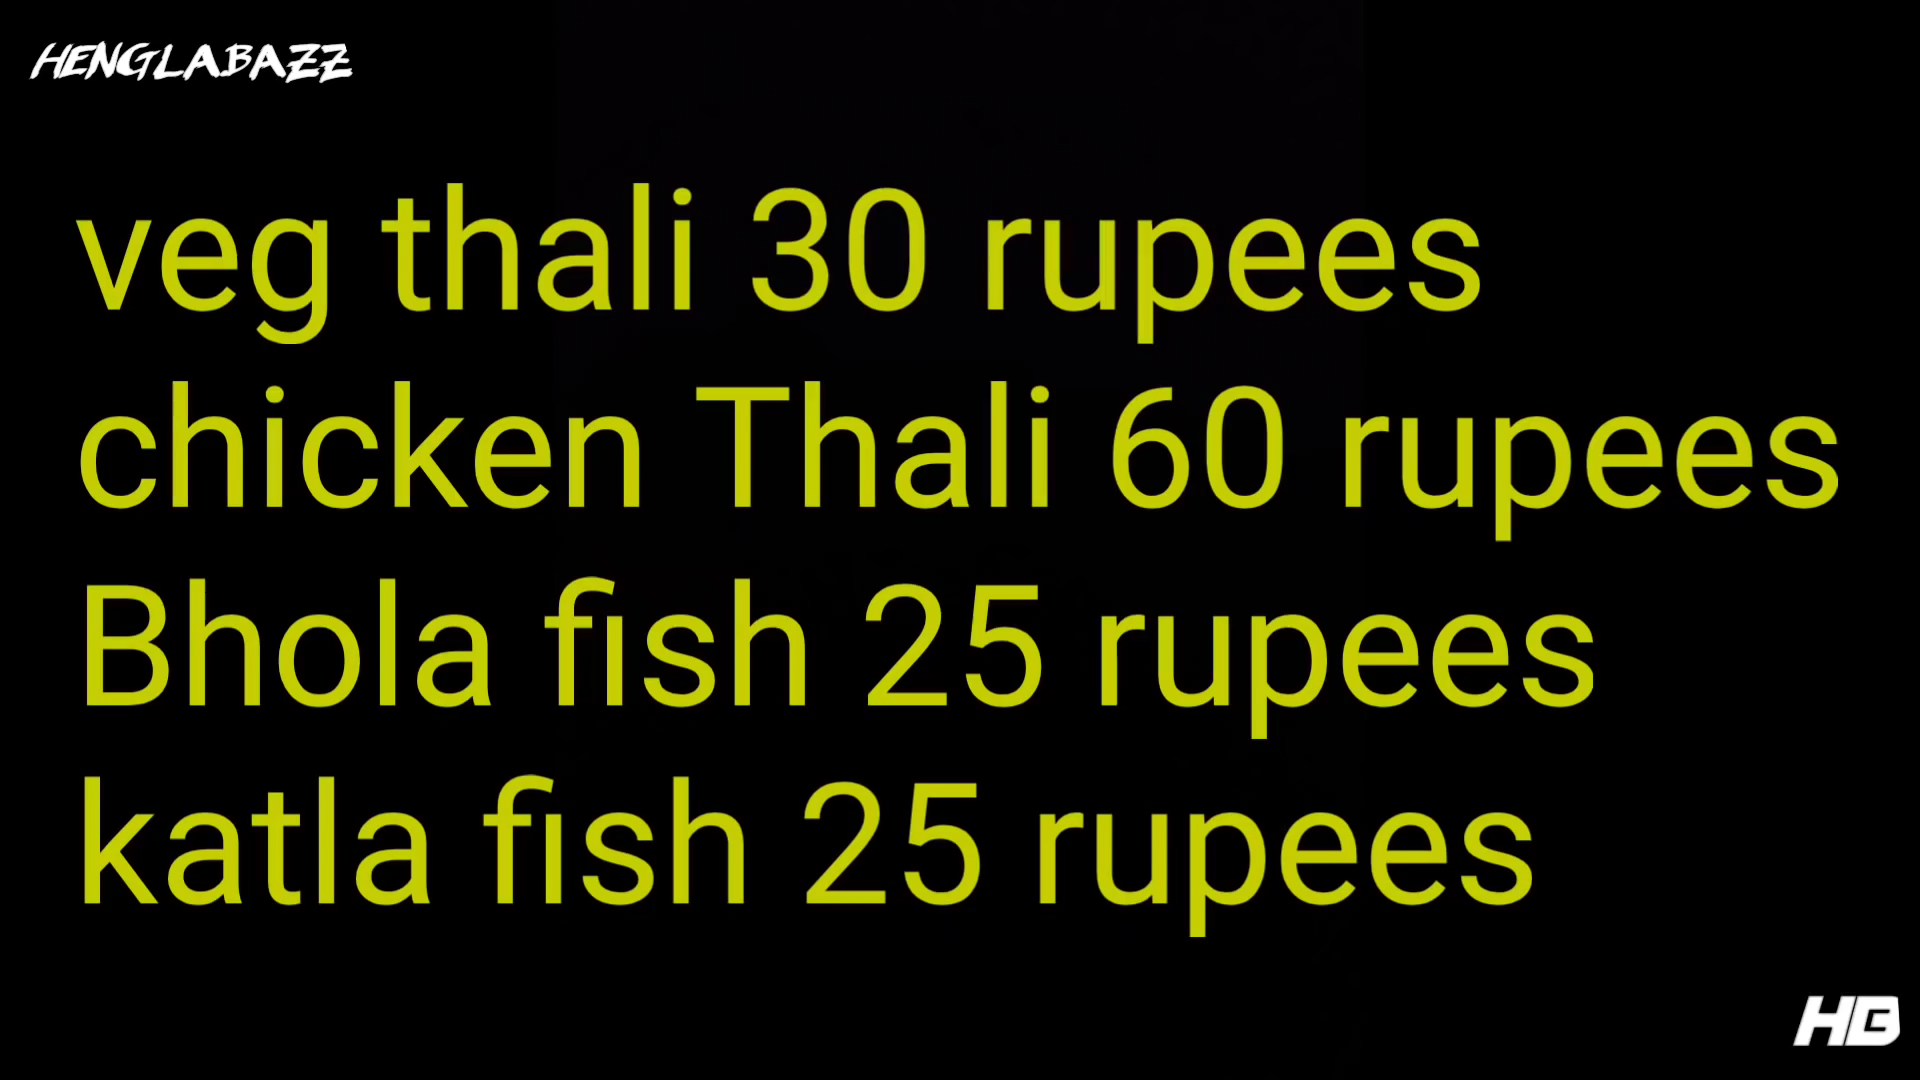 HENGLABAZZ
veg thali 30 rupees
chicken Thali 60 rupees
Bhola fish 25 rupees
katla fish 25 rupees
HB